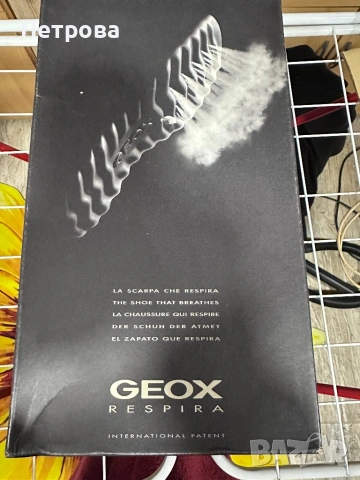 Петрова
LA SCARPA CHE RESPIRA
THE SHOE THAT BREATHES
LA CHAUSSURE QUI RESPIRE
DER SCHUH DER ATMET
EL ZAPATO QUE RESPIRA
GEOX
RESPIRA
INTERNATIONAL PATENT
BAZAR